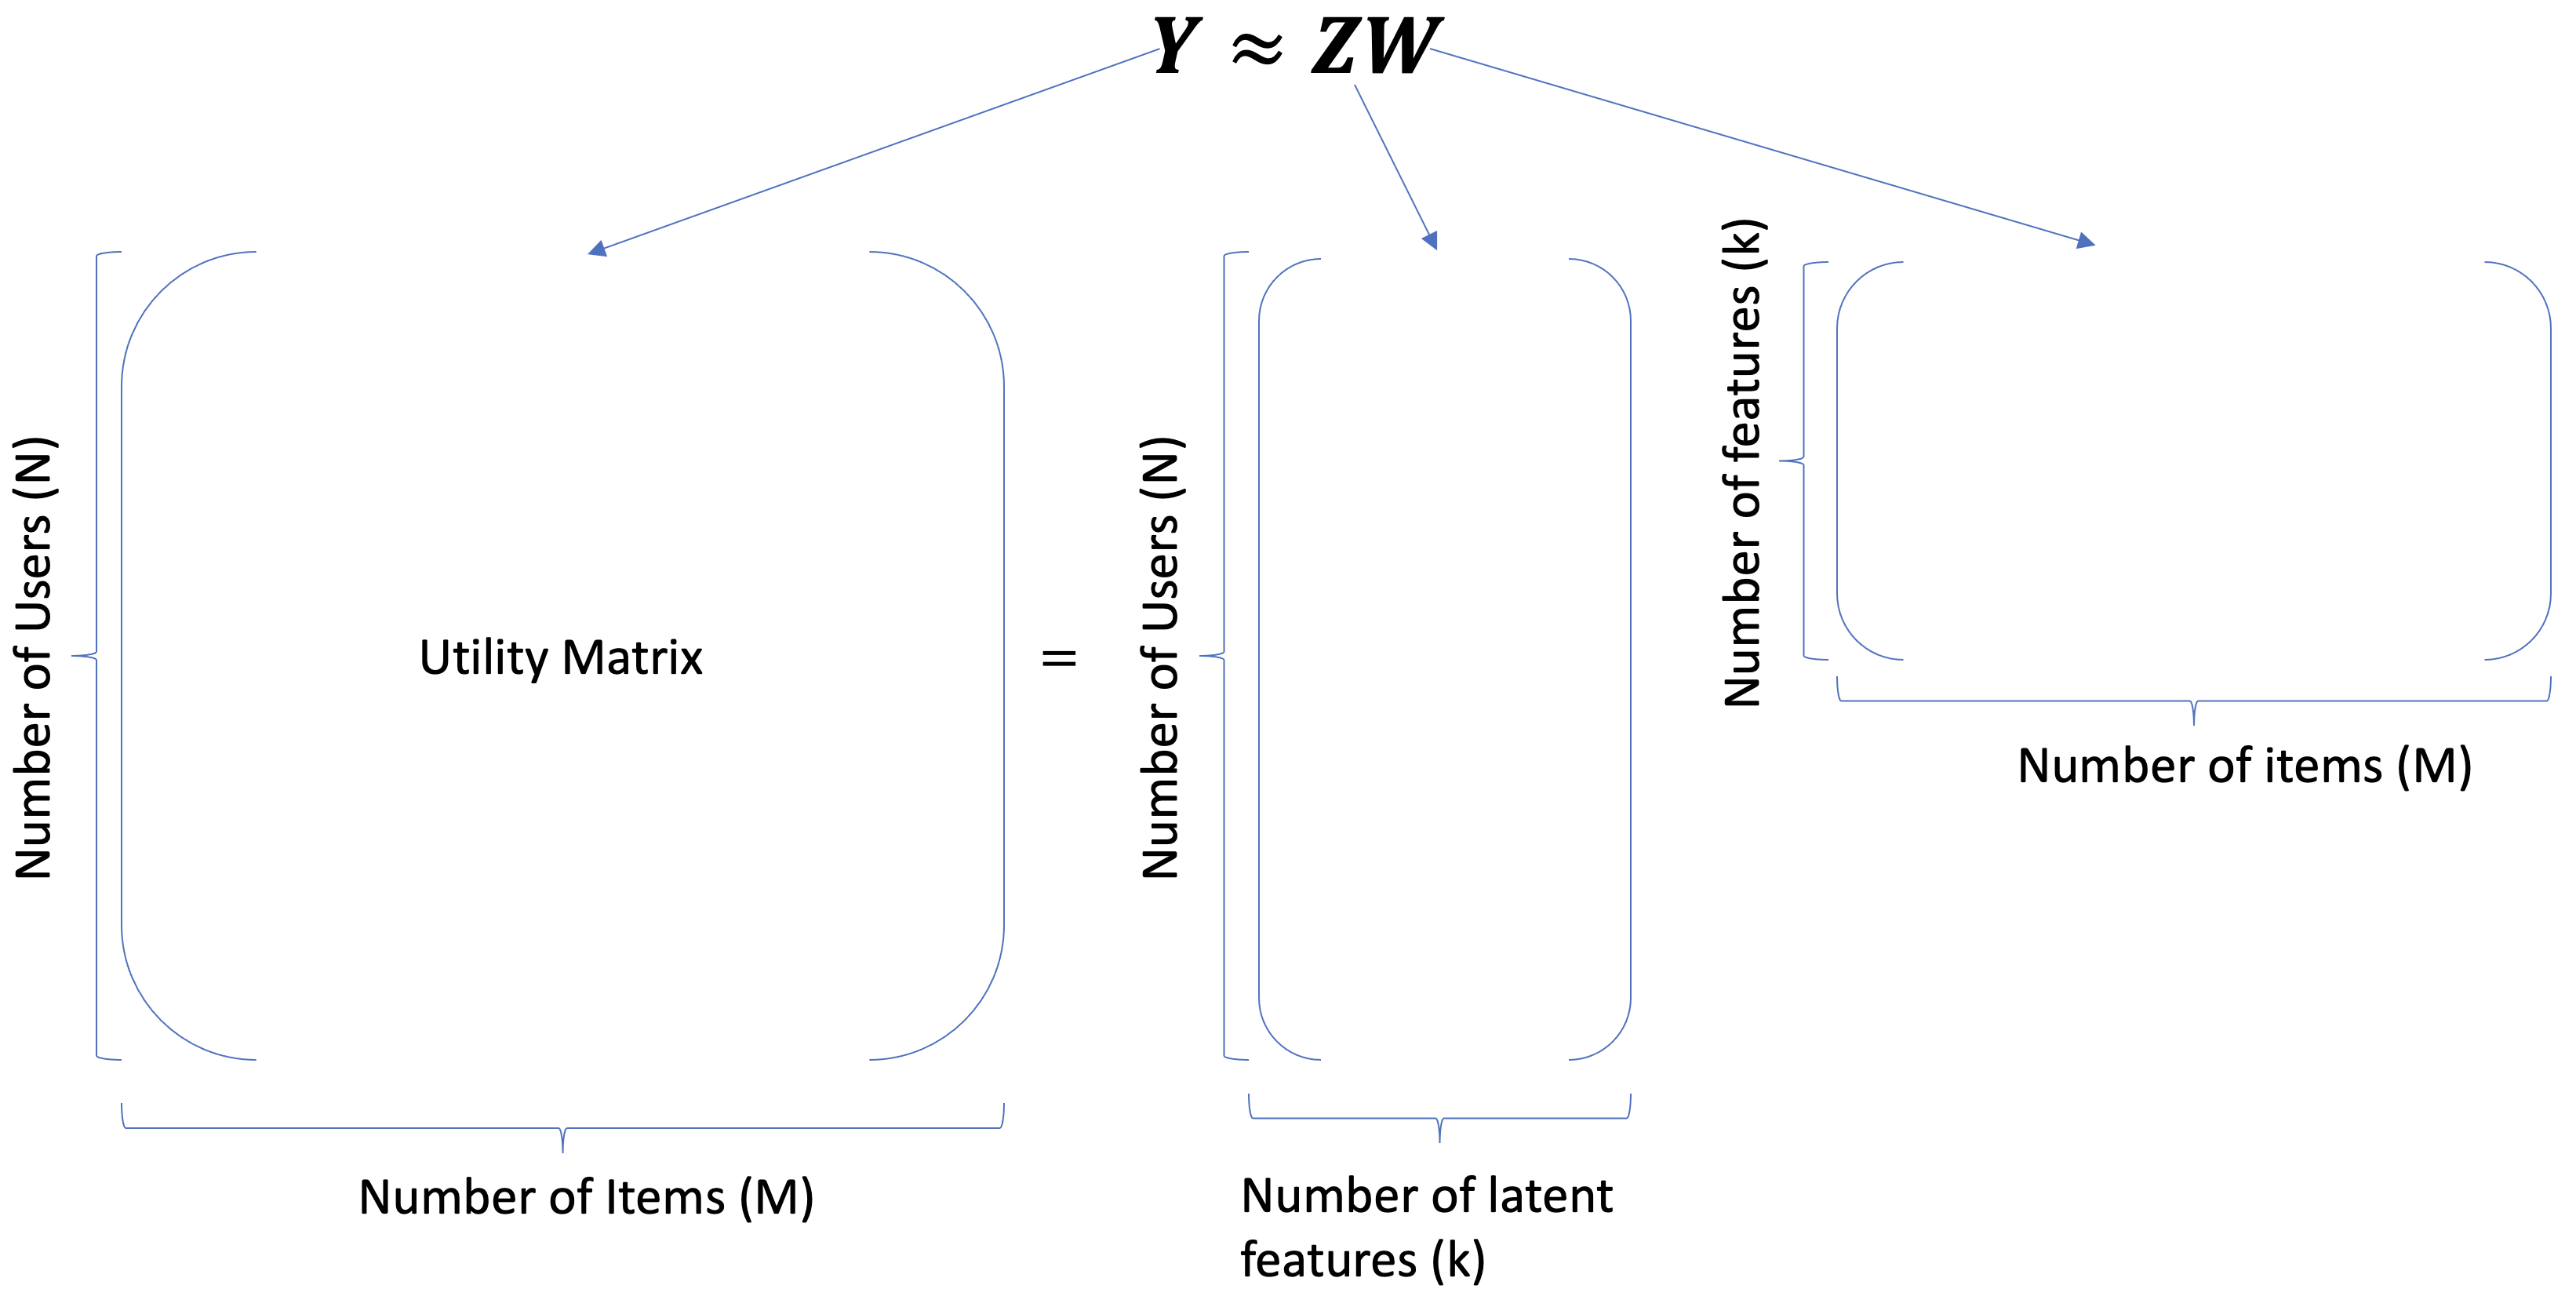 Y ≈ ZW
Number of Users (N)
Utility Matrix
Number of Items (M)
=
Number of Users (N)
Number of latent
features (k)
Number of features (k)
Number of items (M)